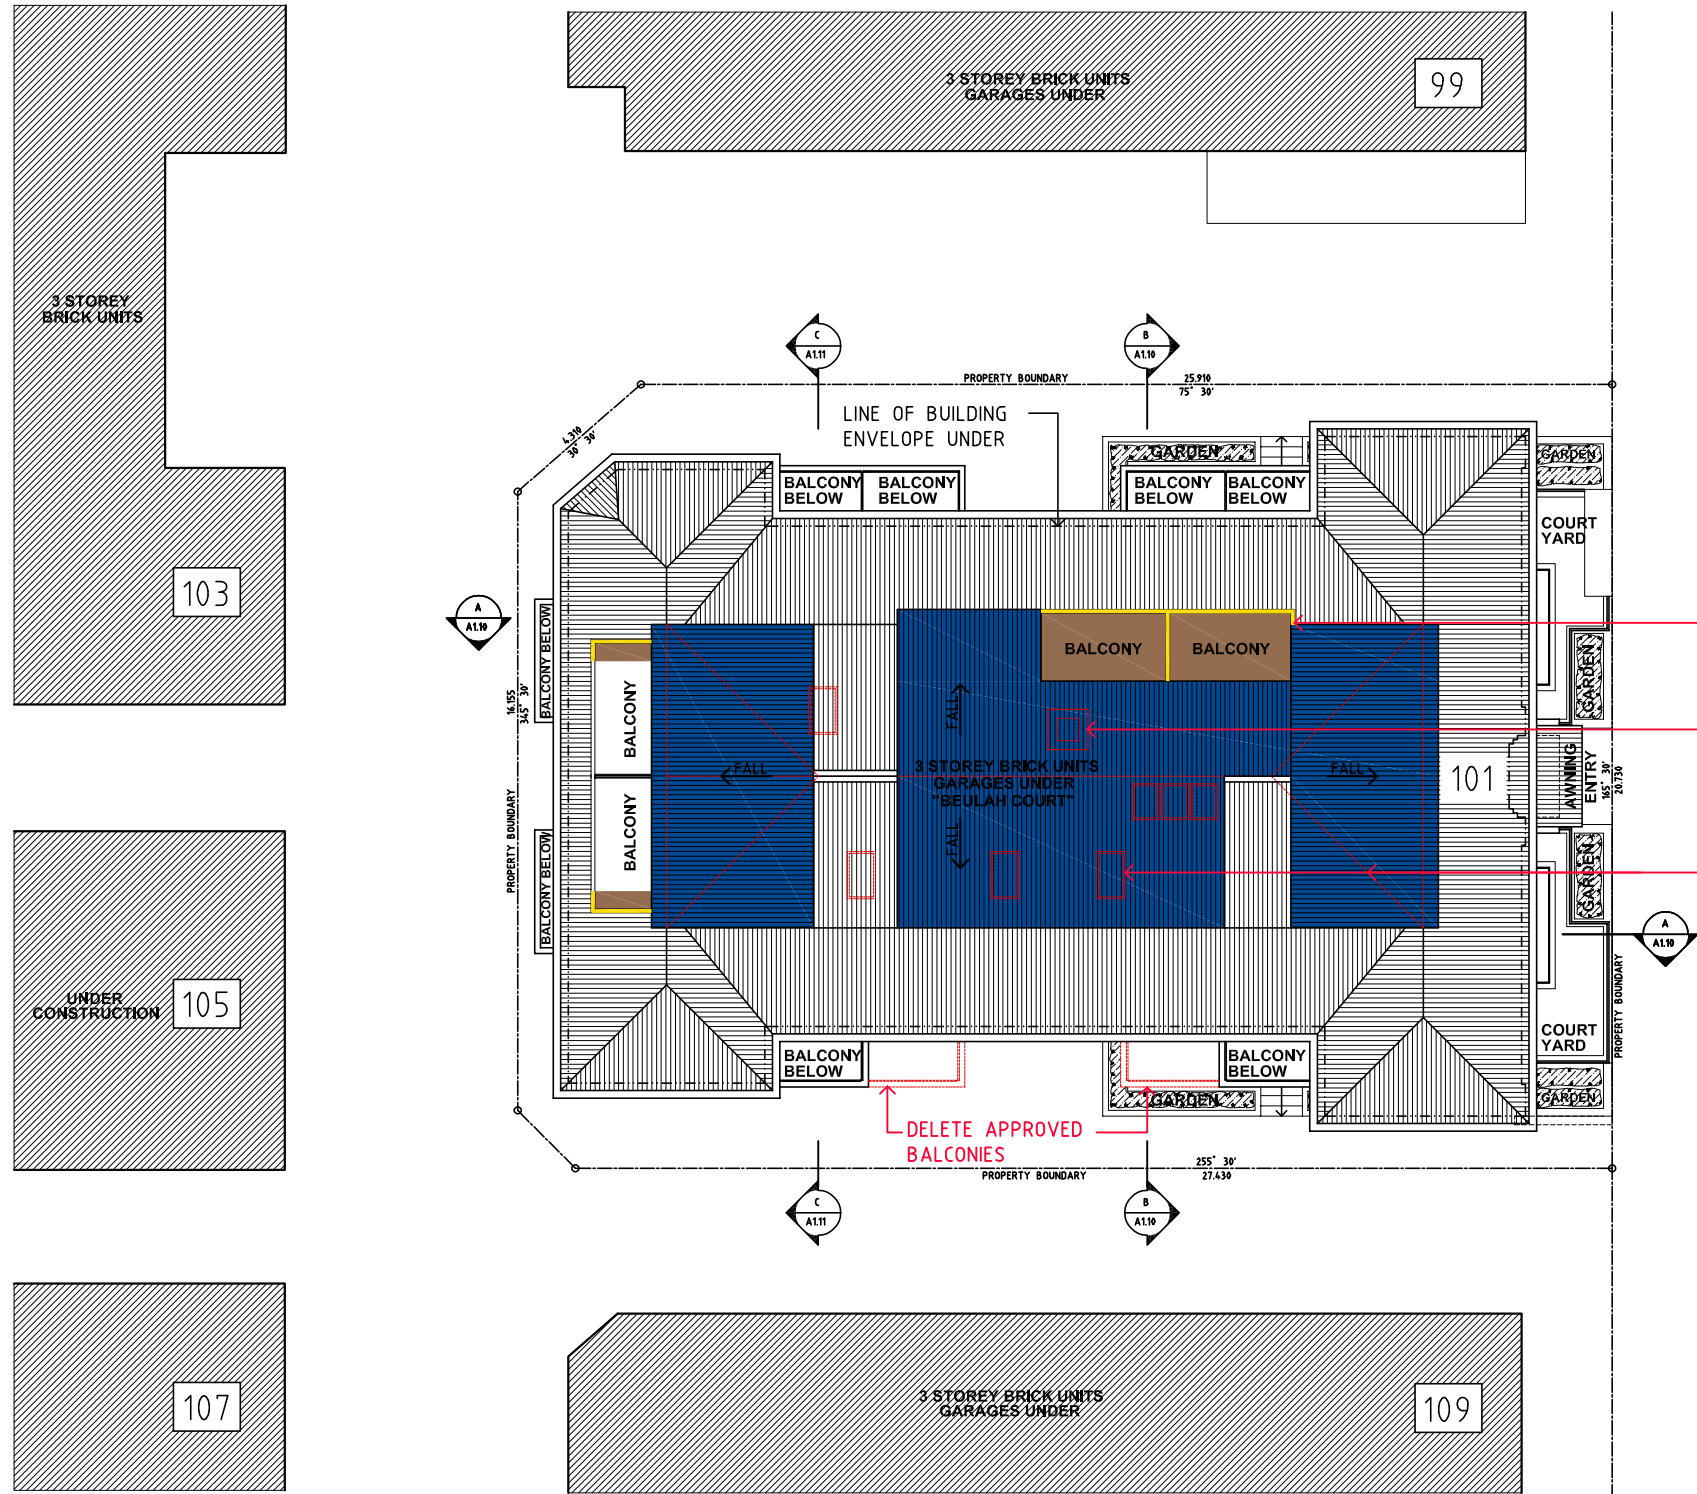 3 STOREY BRICK UNITS
GARAGES UNDER
99
3 STOREY
BRICK UNITS
C
A1.11
B
A1.10
PROPERTY BOUNDARY
25.910
75° 30'
4.310
30° 30'
LINE OF BUILDING
ENVELOPE UNDER
GARDEN
GARDEN
BALCONY
BELOW
BALCONY
BELOW
BALCONY
BELOW
BALCONY
BELOW
COURT
YARD
103
A
A1.10
BALCONY BELOW
16.155
345° 30'
PROPERTY BOUNDARY
BALCONY
BALCONY
BALCONY
BALCONY
GARDEN
FALL
FALL
3 STOREY BRICK UNITS
GARAGES UNDER
"BEULAH COURT"
FALL
FALL
101
AWNING
ENTRY
165° 30'
20.730
BALCONY BELOW
GARDEN
A
A1.10
PROPERTY BOUNDARY
UNDER
CONSTRUCTION
105
COURT
YARD
BALCONY
BELOW
BALCONY
BELOW
GARDEN
GARDEN
DELETE APPROVED
BALCONIES
255° 30'
27.430
PROPERTY BOUNDARY
C
A1.11
B
A1.10
107
3 STOREY BRICK UNITS
GARAGES UNDER
109